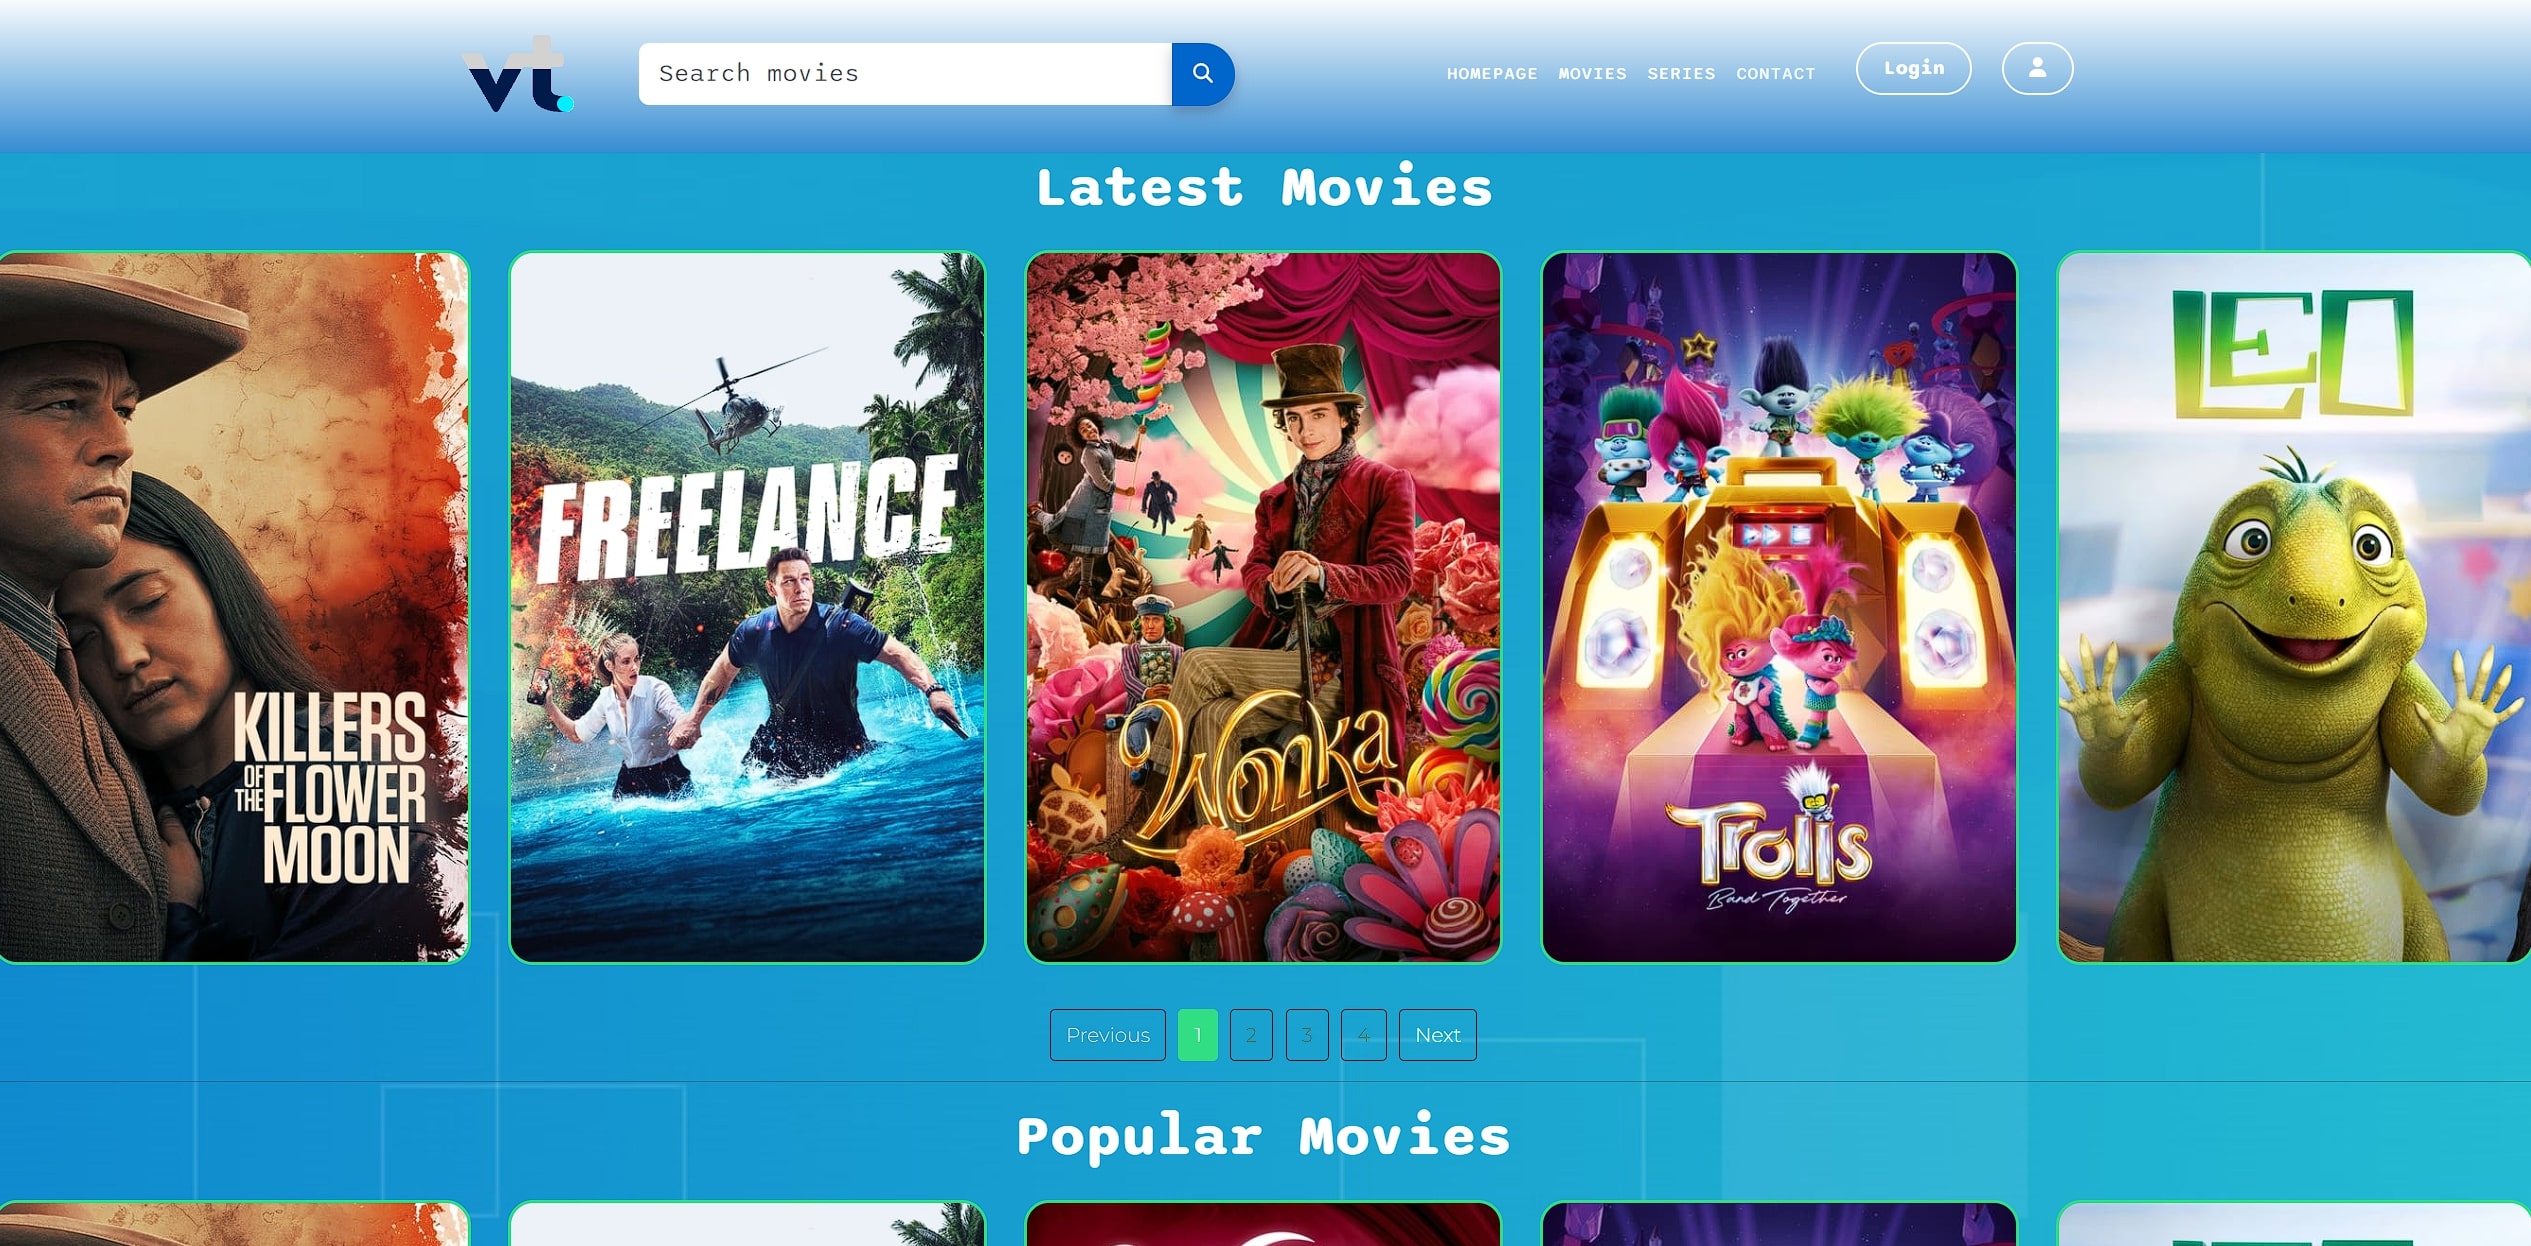 vt.
Search movies
HOMEPAGE MOVIES SERIES CONTACT
Login
Latest Movies
KILLERS
OF THE FLOWER
MOON
FREELANCE
Wonka
Trolls
Band Together
LEO
Previous 1 2 3 4 Next
Popular Movies